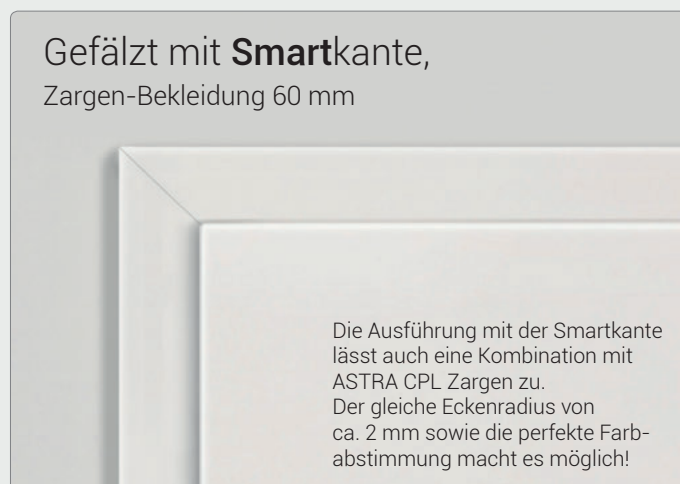 Gefälzt mit Smartkante,
Zargen-Bekleidung 60 mm
Die Ausführung mit der Smartkante
lässt auch eine Kombination mit
ASTRA CPL Zargen zu.
Der gleiche Eckenradius von
ca. 2 mm sowie die perfekte Farb-
abstimmung macht es möglich!